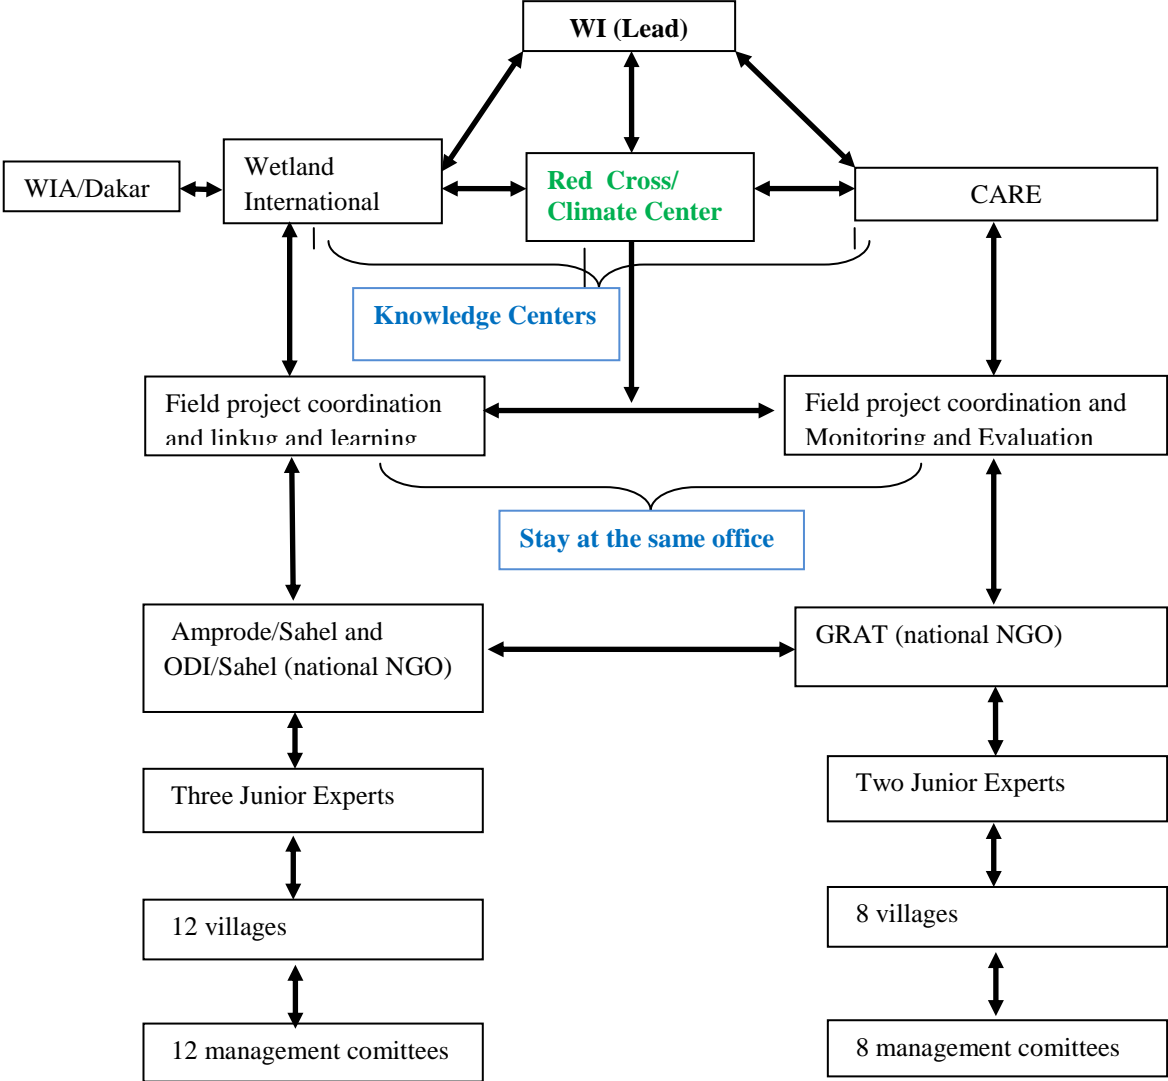 WI (Lead)
WIA/Dakar
Wetland
International
Red Cross/
Climate Center
CARE
Knowledge Centers
Field project coordination
and linkug and learning
Field project coordination and
Monitoring and Evaluation
Stay at the same office
Amprode/Sahel and
ODI/Sahel (national NGO)
GRAT (national NGO)
Three Junior Experts
Two Junior Experts
12 villages
8 villages
12 management comittees
8 management comittees